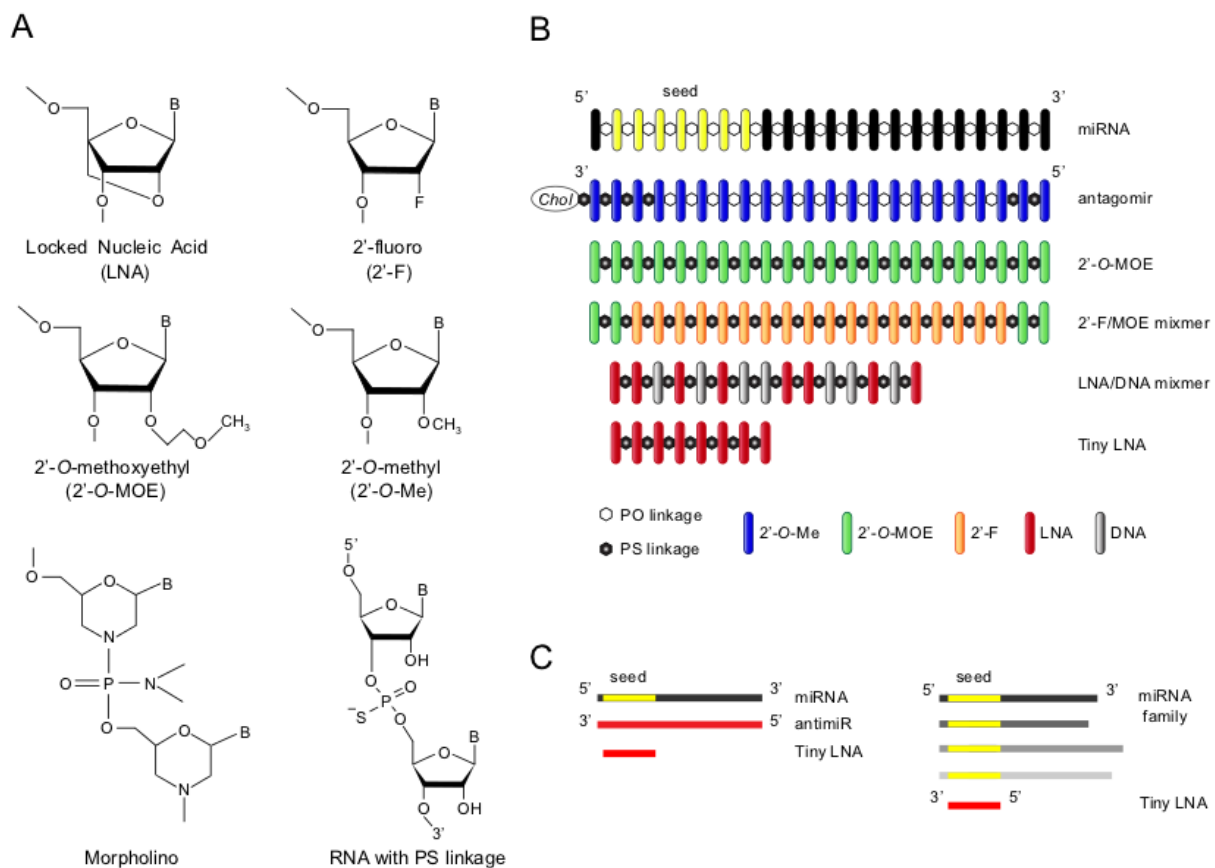 A
O
O
B
O
O
Locked Nucleic Acid
(LNA)
O
O
B
O
F
2'-fluoro
(2'-F)
O
O
B
O
O
O
CH3
2'-O-methoxyethyl
(2'-O-MOE)
O
O
B
O
OCH3
2'-O-methyl
(2'-O-Me)
O
O
B
N
O
P
N
O
O
B
N
Morpholino
5'
O
O
B
OH
O
P
O
–S
O
O
B
O
OH
3'
RNA with PS linkage
B
seed
5'
3'
miRNA
3'
5'
Chol
antagomir
2'-O-MOE
2'-F/MOE mixmer
LNA/DNA mixmer
Tiny LNA
PO linkage
PS linkage
2'-O-Me
2'-O-MOE
2'-F
LNA
DNA
C
seed
5'
3'
miRNA
3'
5'
antimiR
Tiny LNA
seed
5'
3'
miRNA
family
3'
5'
Tiny LNA